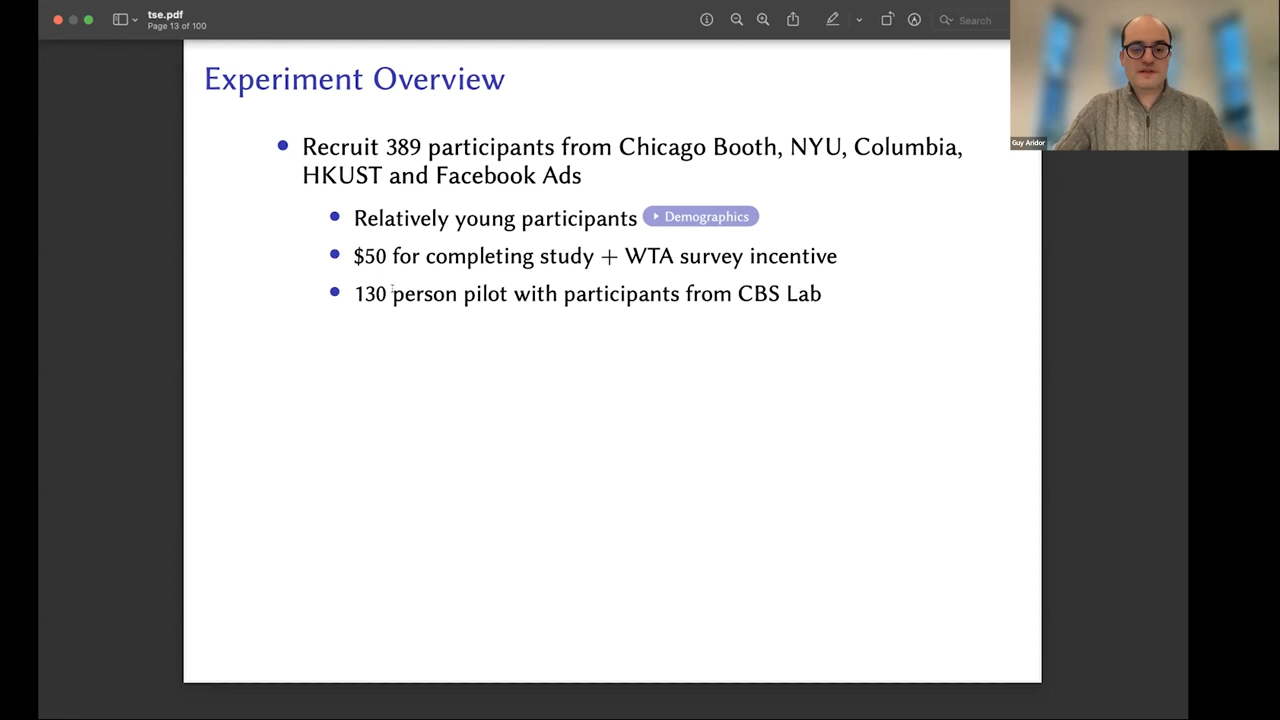 tse.pdf
Page 13 of 100
Search
Guy Aridor
Experiment Overview
Recruit 389 participants from Chicago Booth, NYU, Columbia,
HKUST and Facebook Ads
Relatively young participants
Demographics
$50 for completing study + WTA survey incentive
130 person pilot with participants from CBS Lab